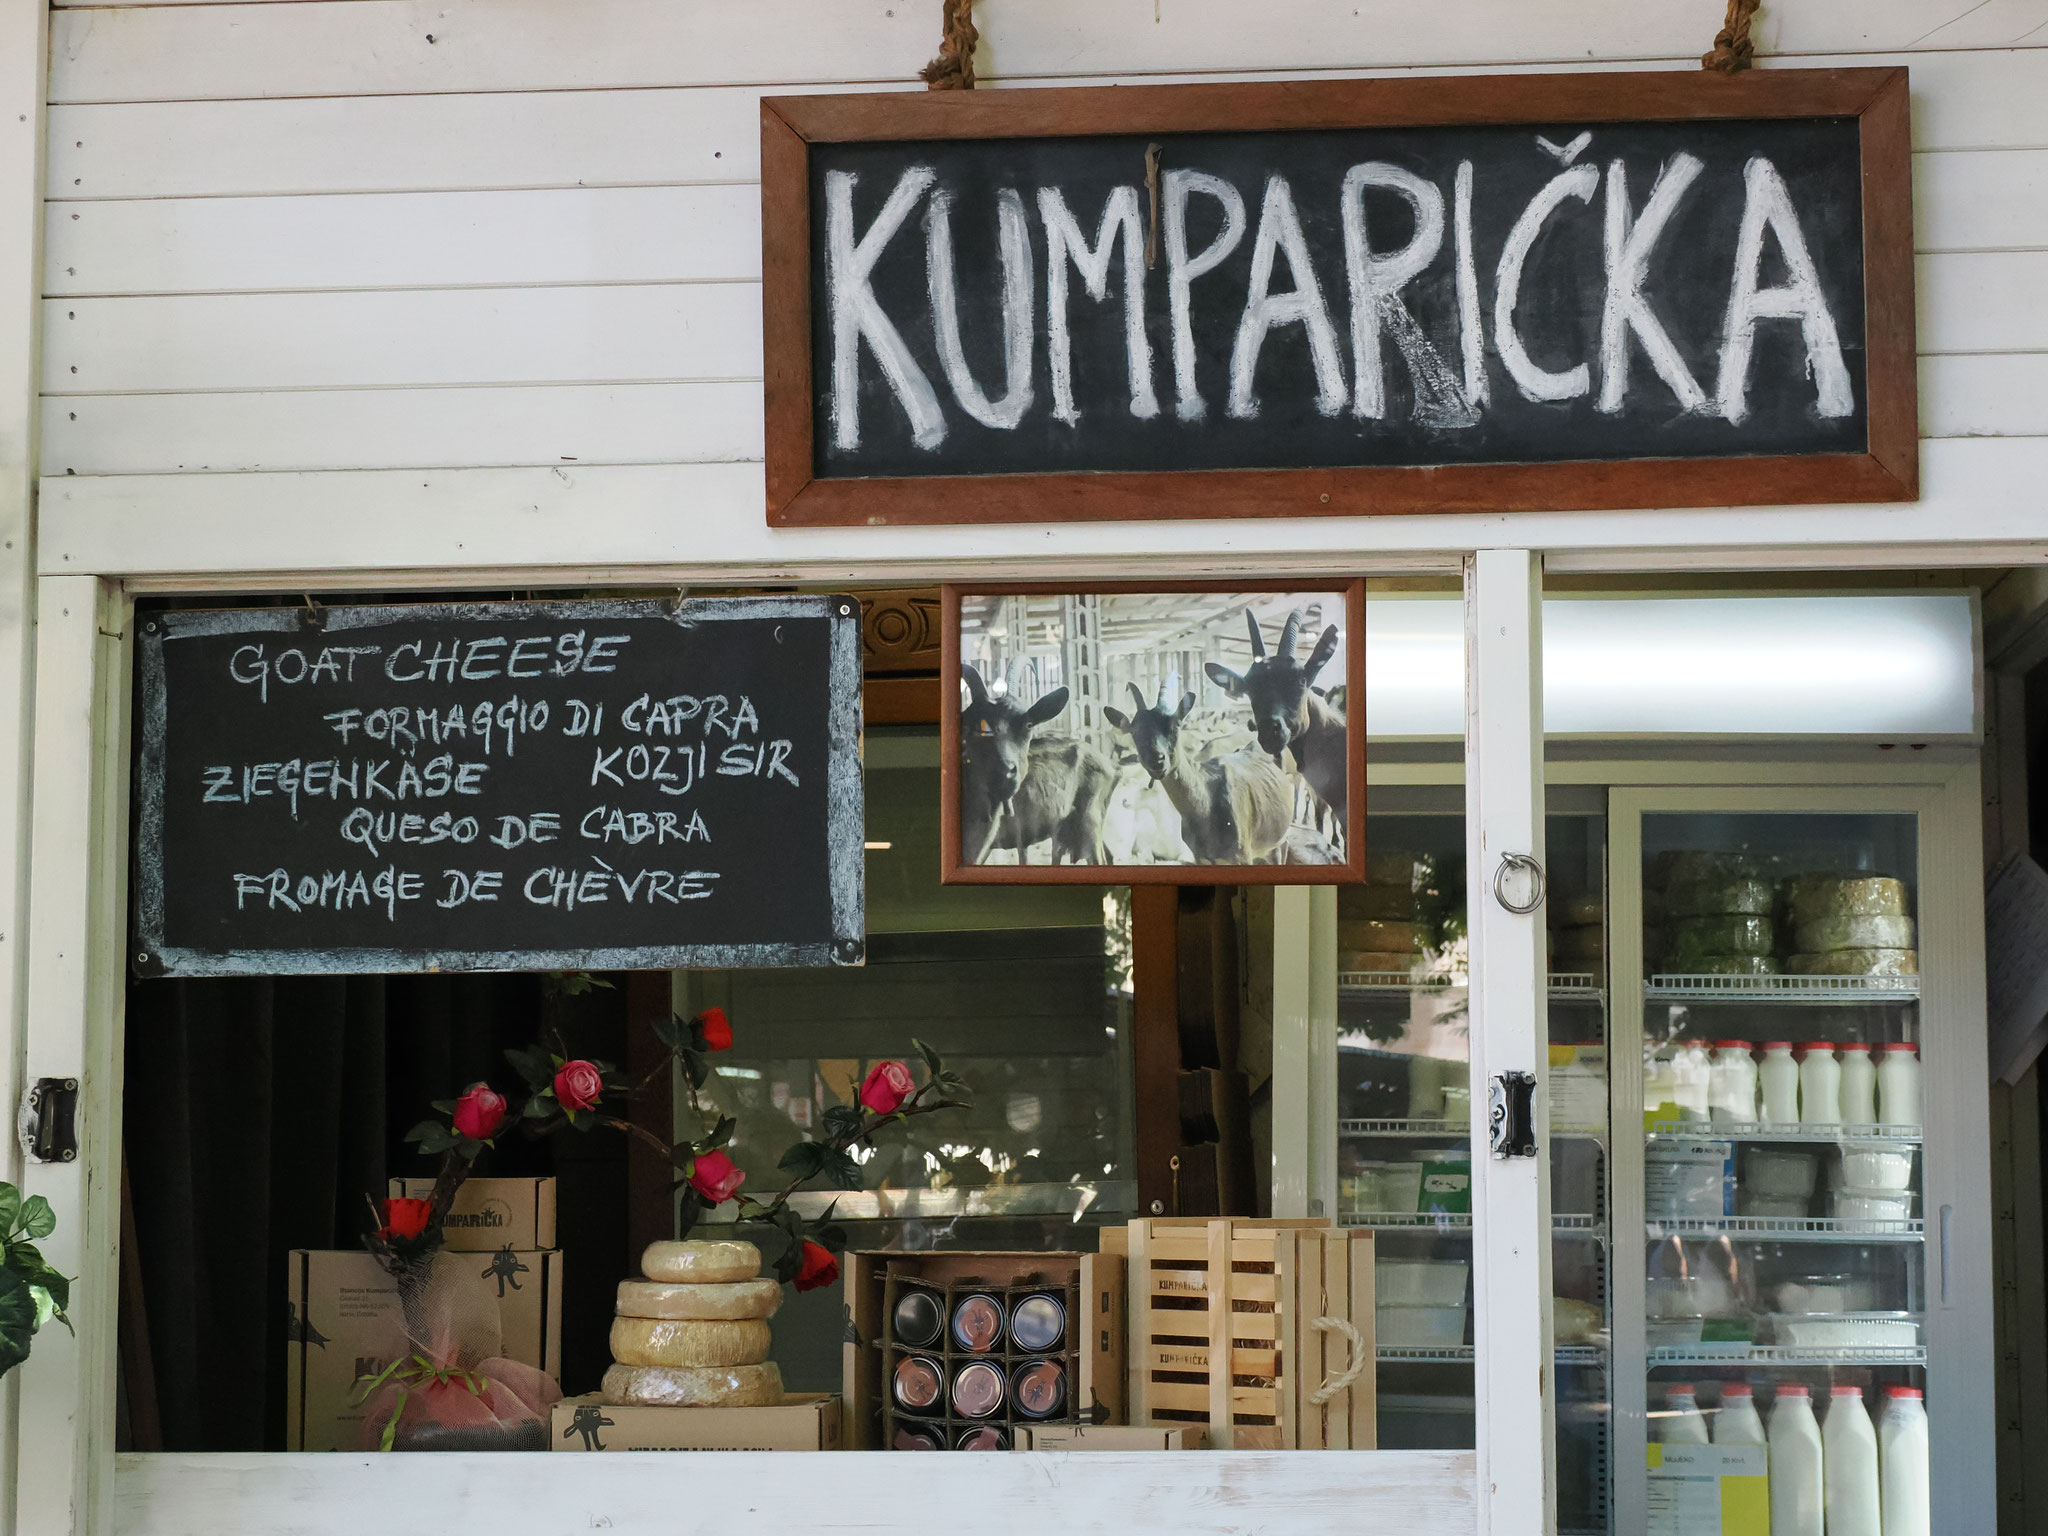 KUMPARIČKA
GOAT CHEESE
FORMAGGIO DI CAPRA
ZIEGENKÄSE KOZJI SIR
QUESO DE CABRA
FROMAGE DE CHÈVRE
KUMPARIČKA
KUMPARIČKA
KUMPARIČKA